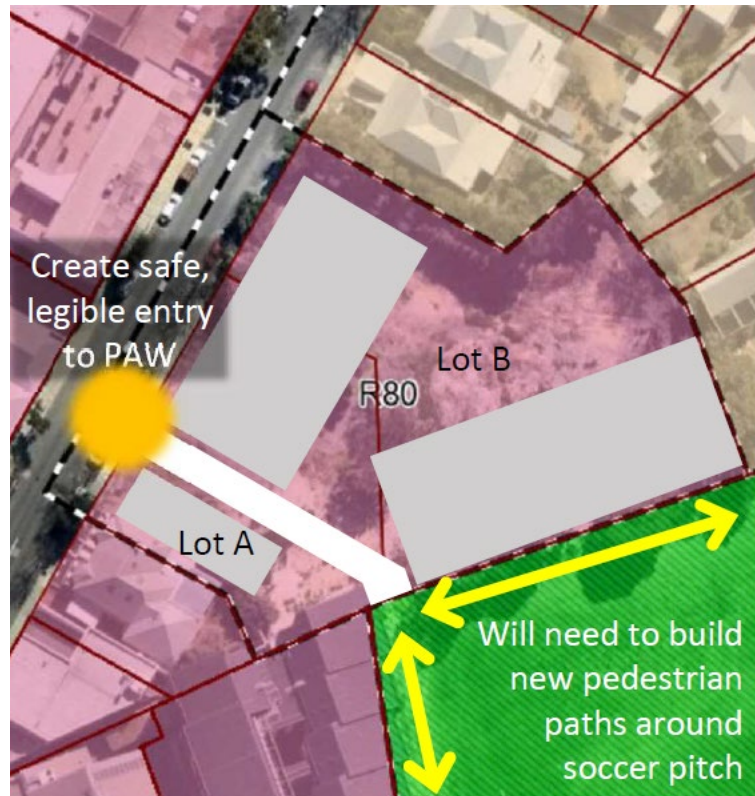 Create safe,
legible entry
to PAW
Lot B
R80
Lot A
Will need to build
new pedestrian
paths around
soccer pitch